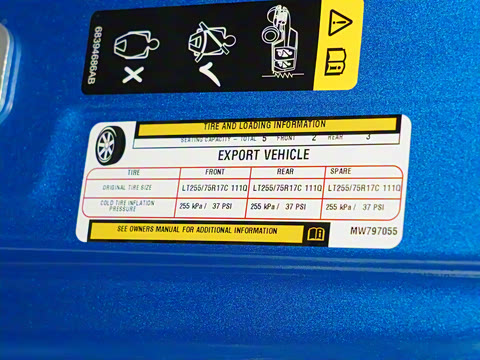 68394686AB
TIRE AND LOADING INFORMATION
SEATING CAPACITY - TOTAL 5 FRONT 2 REAR 3
EXPORT VEHICLE
TIRE FRONT REAR SPARE
ORIGINAL TIRE SIZE LT255/75R17C 111Q LT255/75R17C 111Q LT255/75R17C 111Q
COLD TIRE INFLATION PRESSURE 255 kPa / 37 PSI 255 kPa / 37 PSI 255 kPa / 37 PSI
SEE OWNERS MANUAL FOR ADDITIONAL INFORMATION
MW797055